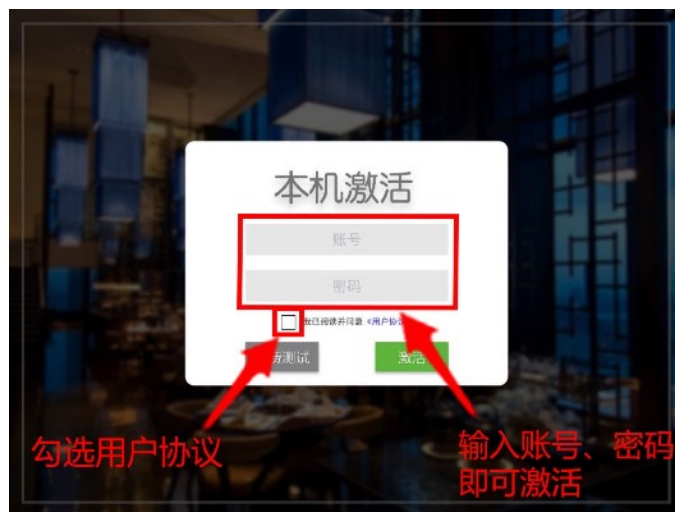 本机激活
账号
密码
我已阅读并同意《用户协
测试
激活
勾选用户协议
输入账号、密码
即可激活